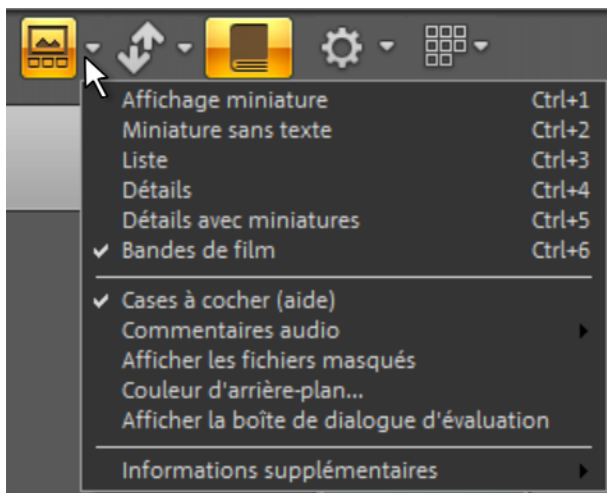 Affichage miniature Ctrl+1
Miniature sans texte Ctrl+2
Liste Ctrl+3
Détails Ctrl+4
Détails avec miniatures Ctrl+5
Bandes de film Ctrl+6
Cases à cocher (aide)
Commentaires audio
Afficher les fichiers masqués
Couleur d'arrière-plan...
Afficher la boîte de dialogue d'évaluation
Informations supplémentaires